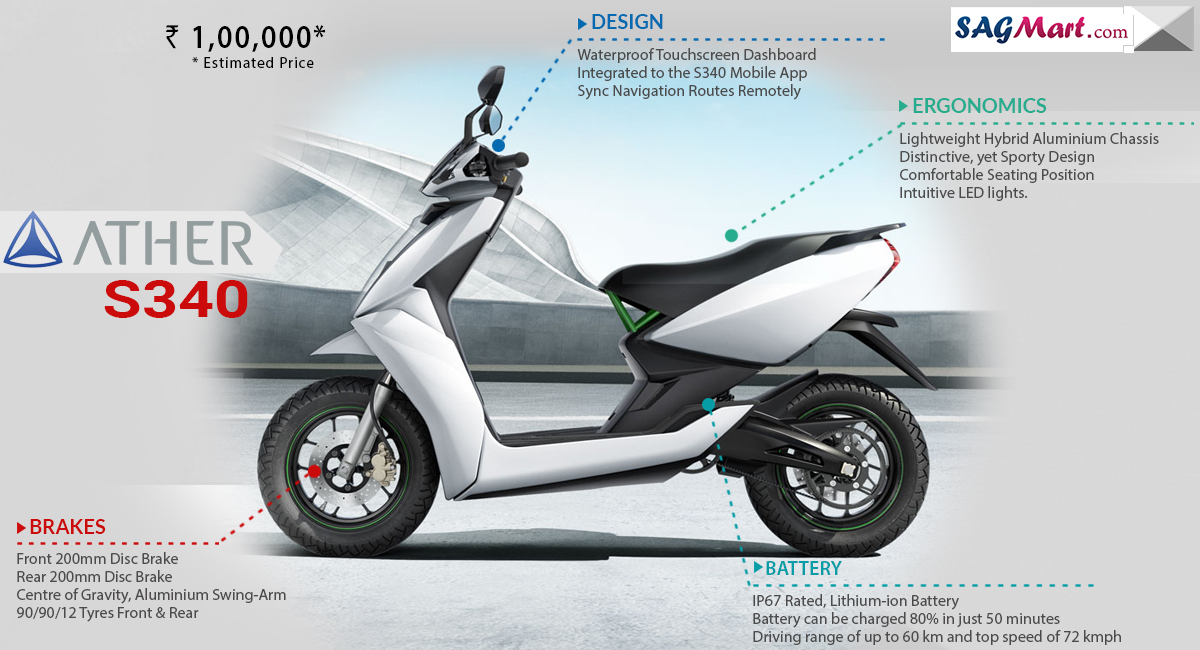 ₹ 1,00,000*
* Estimated Price
DESIGN
Waterproof Touchscreen Dashboard
Integrated to the S340 Mobile App
Sync Navigation Routes Remotely
SAGMart.com
ERGONOMICS
Lightweight Hybrid Aluminium Chassis
Distinctive, yet Sporty Design
Comfortable Seating Position
Intuitive LED lights.
ATHER
S340
BRAKES
Front 200mm Disc Brake
Rear 200mm Disc Brake
Centre of Gravity, Aluminium Swing-Arm
90/90/12 Tyres Front & Rear
BATTERY
IP67 Rated, Lithium-ion Battery
Battery can be charged 80% in just 50 minutes
Driving range of up to 60 km and top speed of 72 kmph